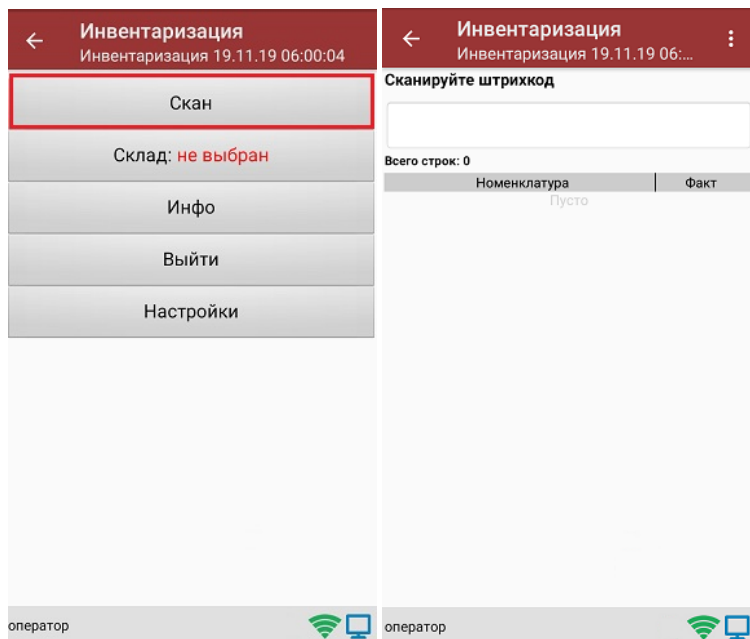 Инвентаризация
Инвентаризация 19.11.19 06:00:04
Скан
Склад: не выбран
Инфо
Выйти
Настройки
оператор
Инвентаризация
Инвентаризация 19.11.19 06:...
Сканируйте штрихкод
Всего строк: 0
Номенклатура Факт
Пусто
оператор